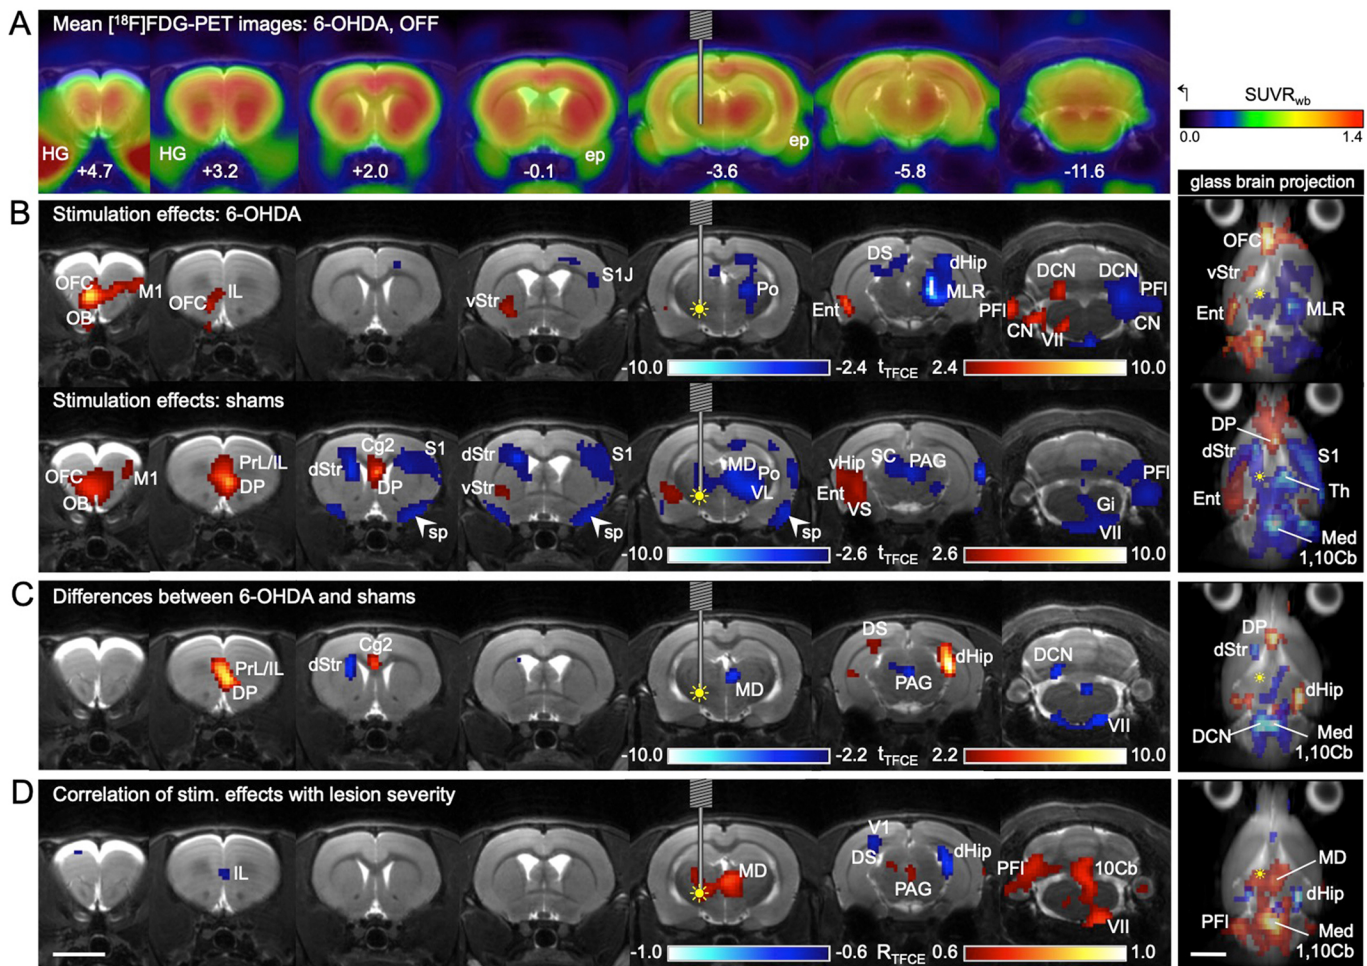 A
Mean [¹⁸F]FDG-PET images: 6-OHDA, OFF
HG
HG
ep
ep
+4.7
+3.2
+2.0
-0.1
-3.6
-5.8
-11.6
SUVRwb
0.0
1.4
glass brain projection
B
Stimulation effects: 6-OHDA
OFC
M1
OB
OFC
IL
vStr
S1J
Po
DS
dHip
MLR
Ent
DCN
DCN
PFl
PFl
CN
VII
CN
-10.0
-2.4
tTFCE
2.4
10.0
OFC
vStr
Ent
MLR
Stimulation effects: shams
OFC
M1
OB
PrL/IL
DP
Cg2
dStr
S1
DP
sp
dStr
S1
vStr
sp
MD
Po
VL
sp
SC
PAG
vHip
Ent
VS
PFl
Gi
VII
-10.0
-2.6
tTFCE
2.6
10.0
DP
dStr
S1
Th
Ent
Med
1,10Cb
C
Differences between 6-OHDA and shams
PrL/IL
DP
Cg2
dStr
MD
DS
dHip
PAG
DCN
VII
-10.0
-2.2
tTFCE
2.2
10.0
DP
dStr
dHip
DCN
Med
1,10Cb
D
Correlation of stim. effects with lesion severity
IL
MD
V1
DS
dHip
PAG
PFl
10Cb
VII
-1.0
-0.6
RTFCE
0.6
1.0
MD
dHip
PFl
Med
1,10Cb